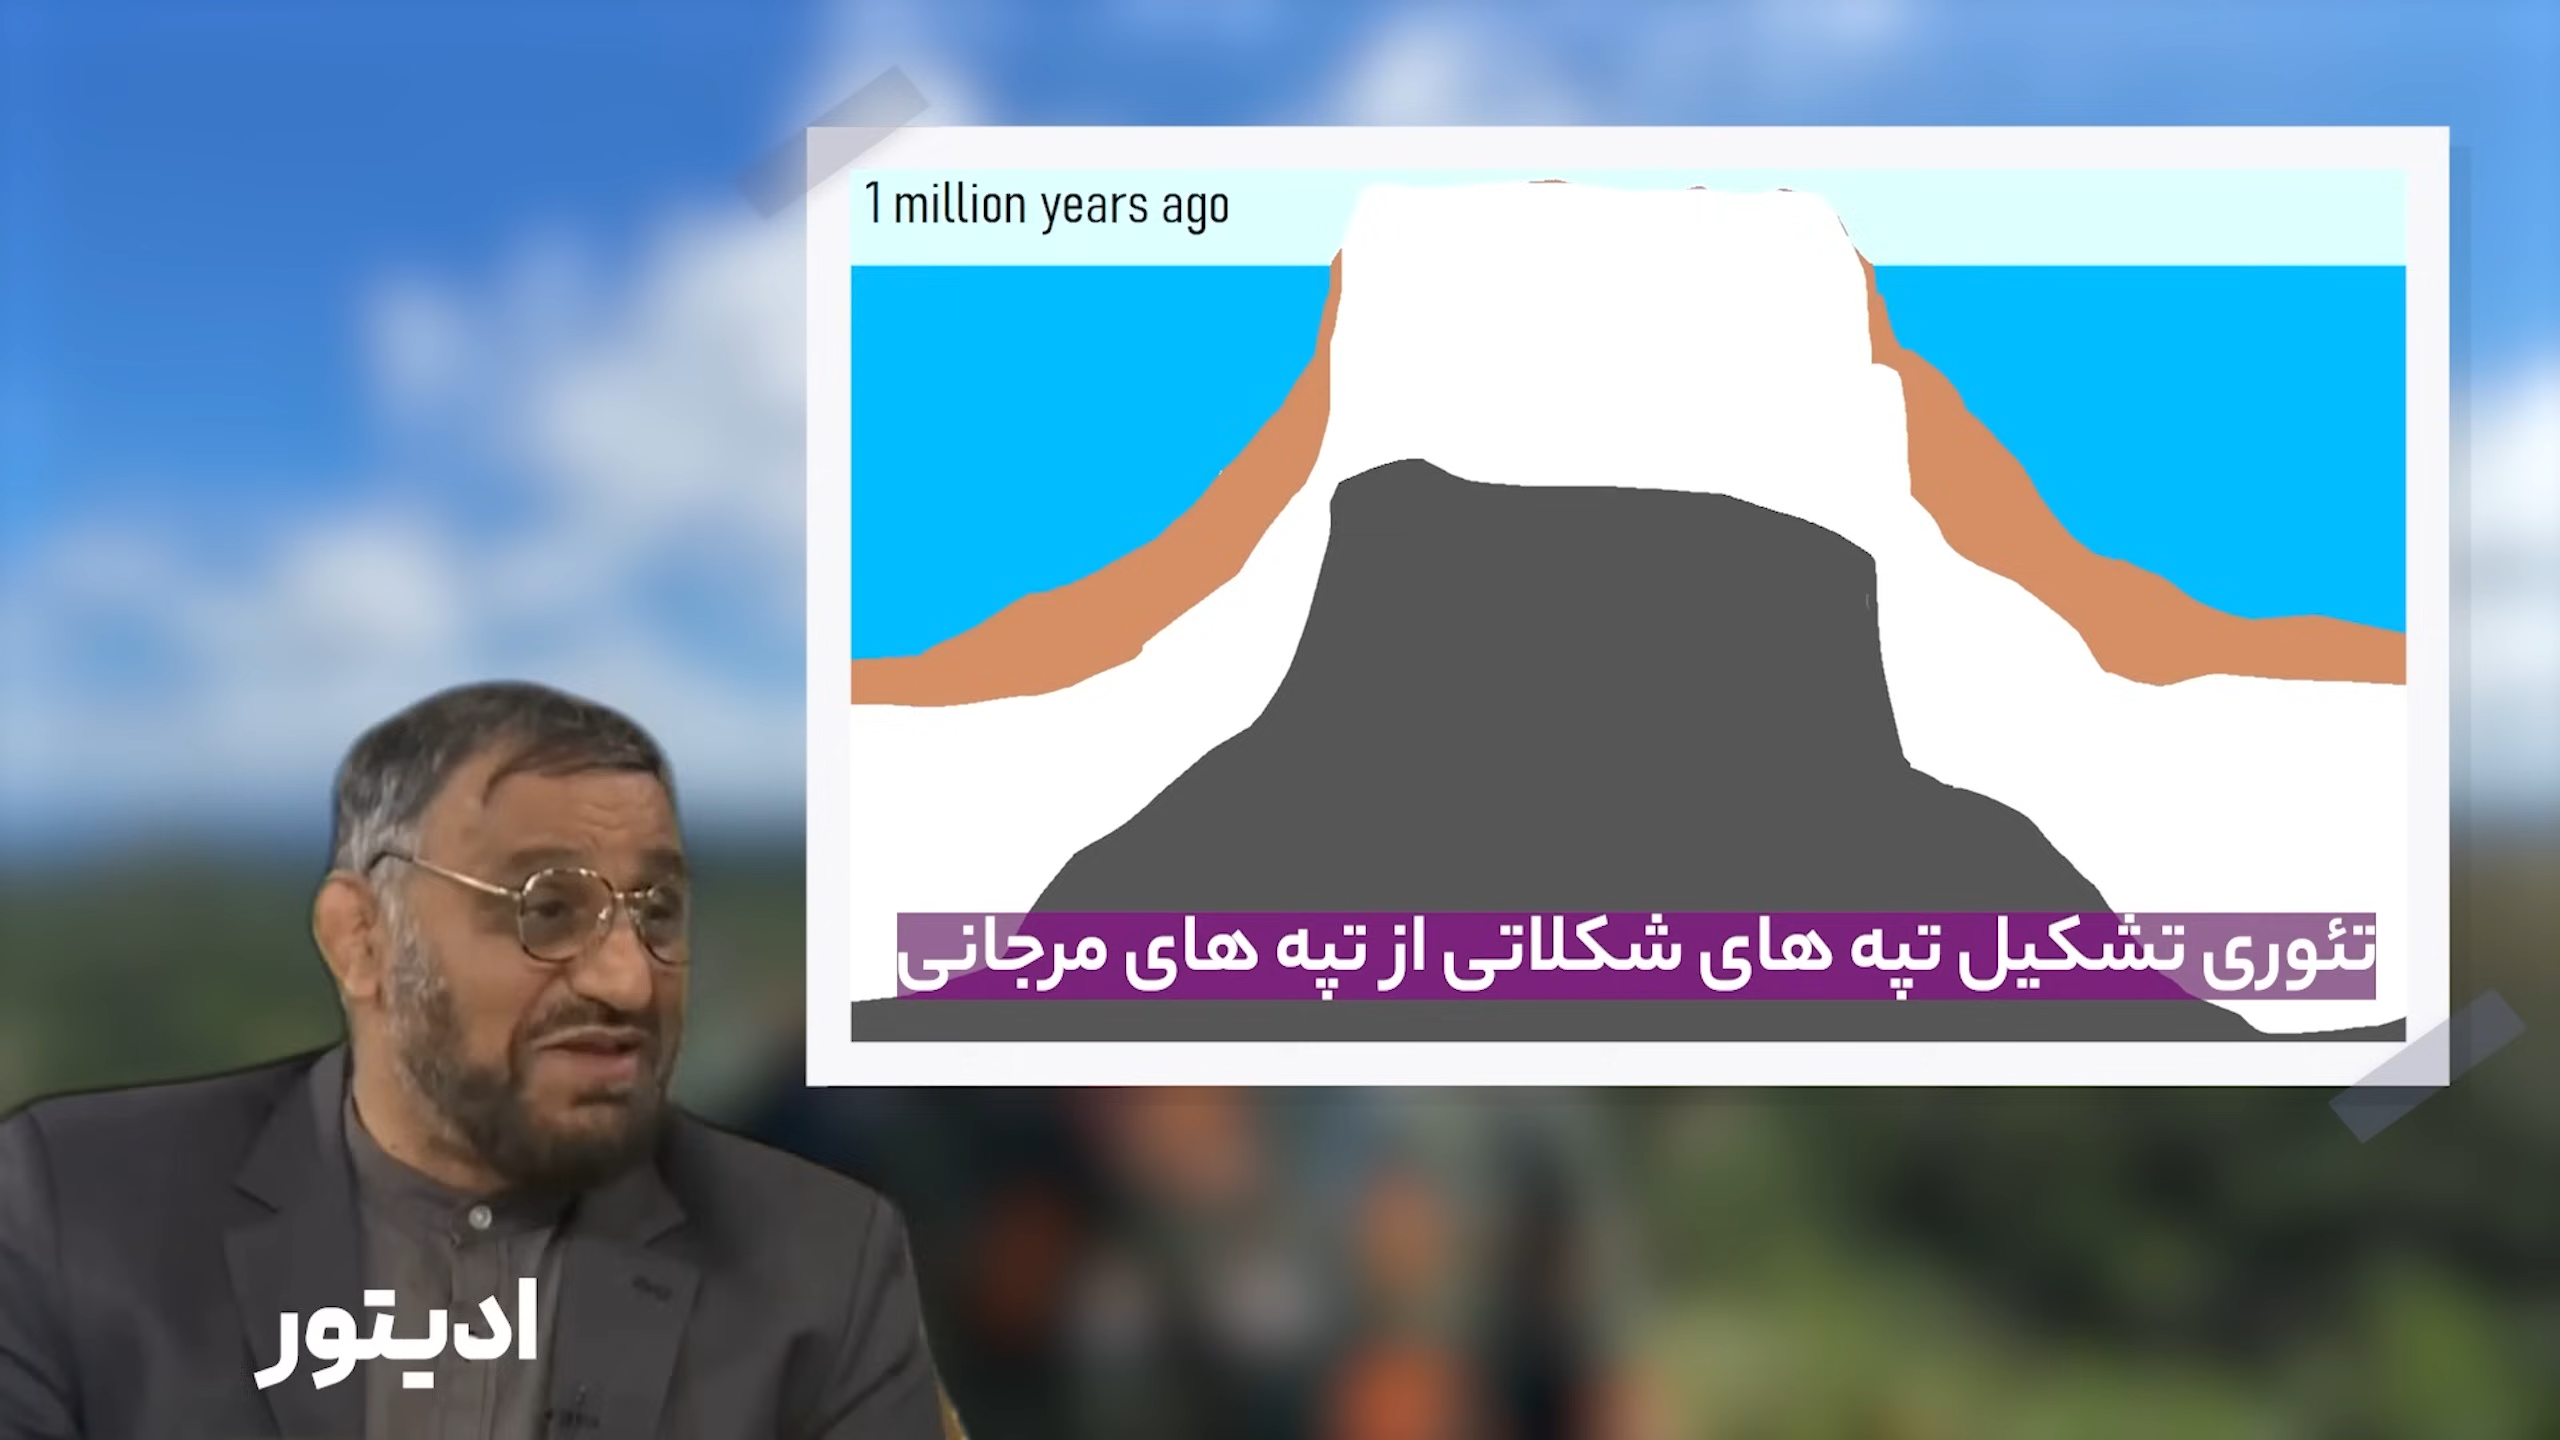 1 million years ago
تئوری تشکیل تپه های شکلاتی از تپه های مرجانی
ادیتور